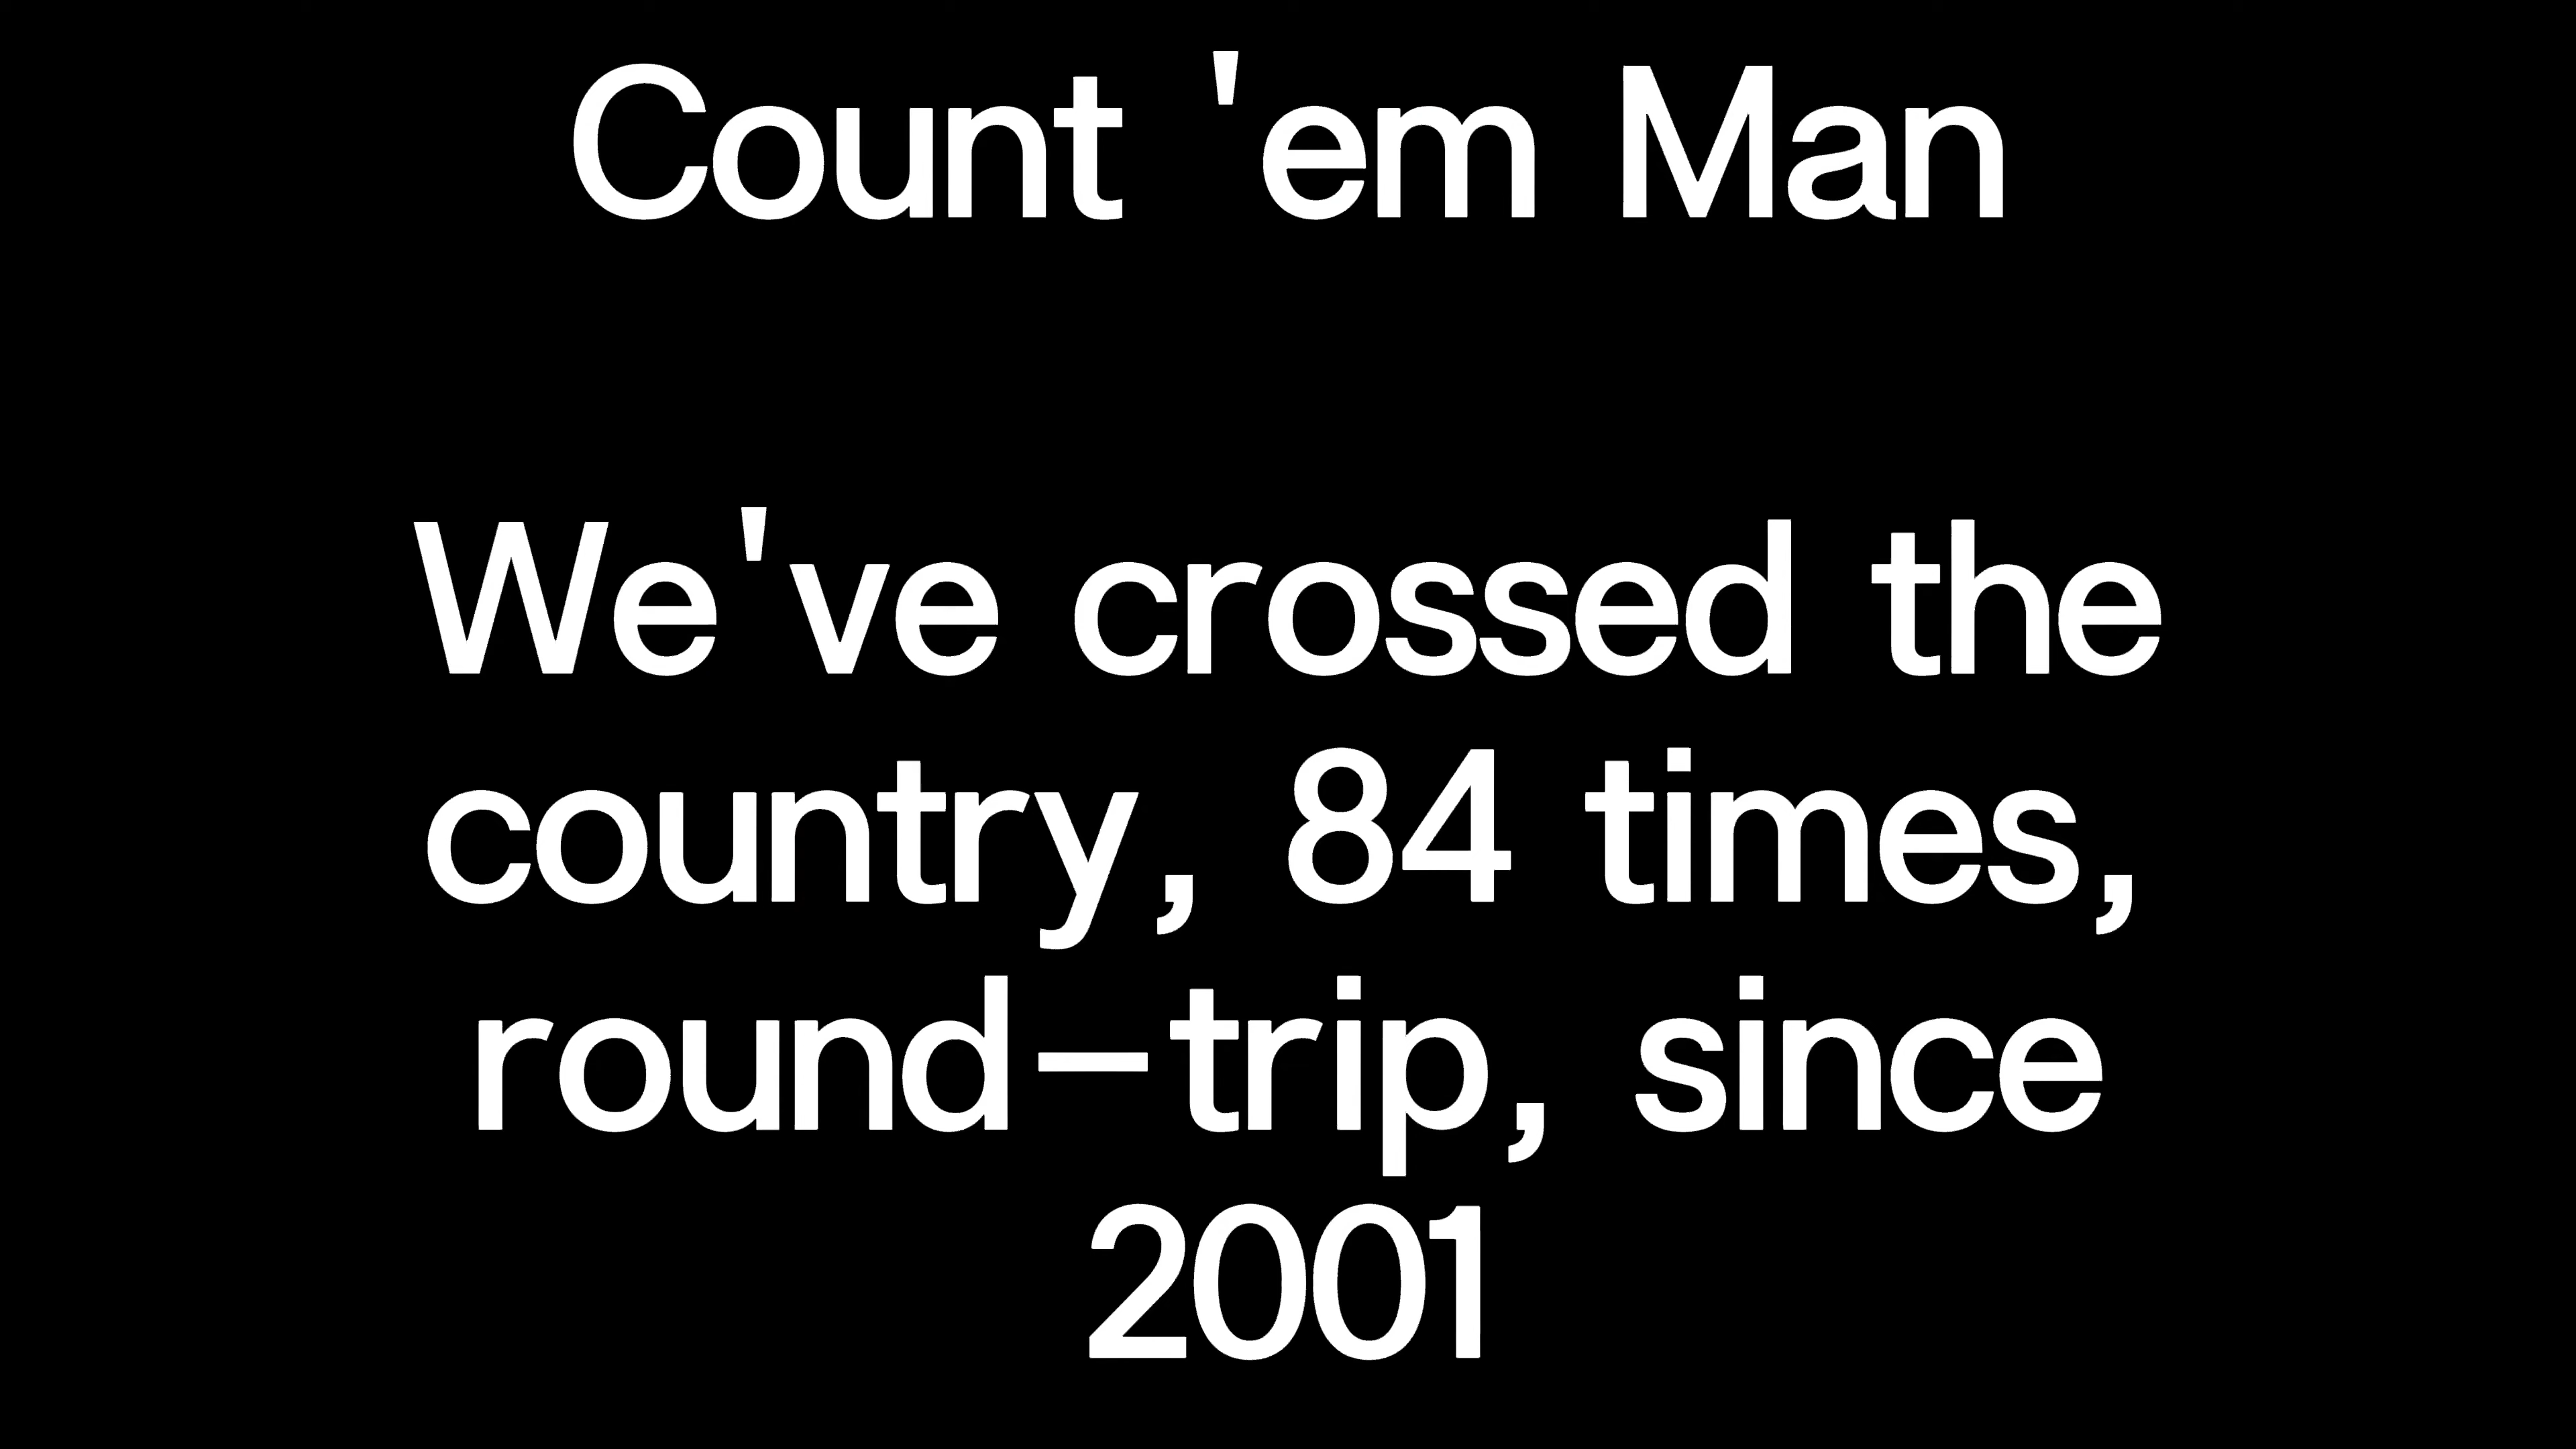 Count 'em Man
We've crossed the
country, 84 times,
round-trip, since
2001